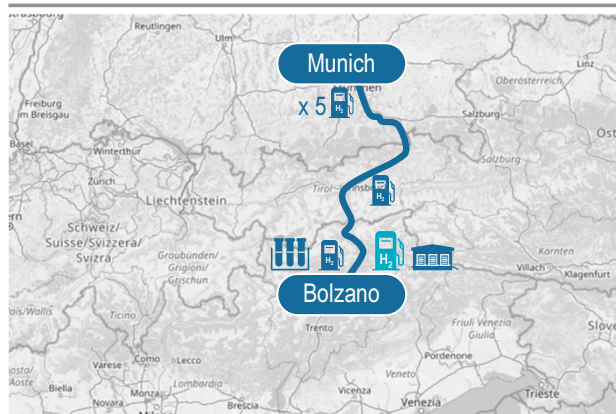 Reutlingen
Ulm
Linz
Munich
Oberösterreich
Freiburg
im Breisgau
x 5
H₂
Salzburg
Basel
Winterthur
Salzburg
Zürich
Liechtenstein
Tirol
H₂
Schweiz/
Suisse/Svizzera/
Svizra
Graubünden/
Grigioni/
Grischun
H₂
H₂
Kärnten
Villach
Klagenfurt
Bolzano
Ticino
Trento
Friuli Venezia
Giulia
Varese
Como
Lecco
Pordenone
Biella
Monza
Lombardia
Veneto
Novara
Brescia
Vicenza
Venezia
Trieste